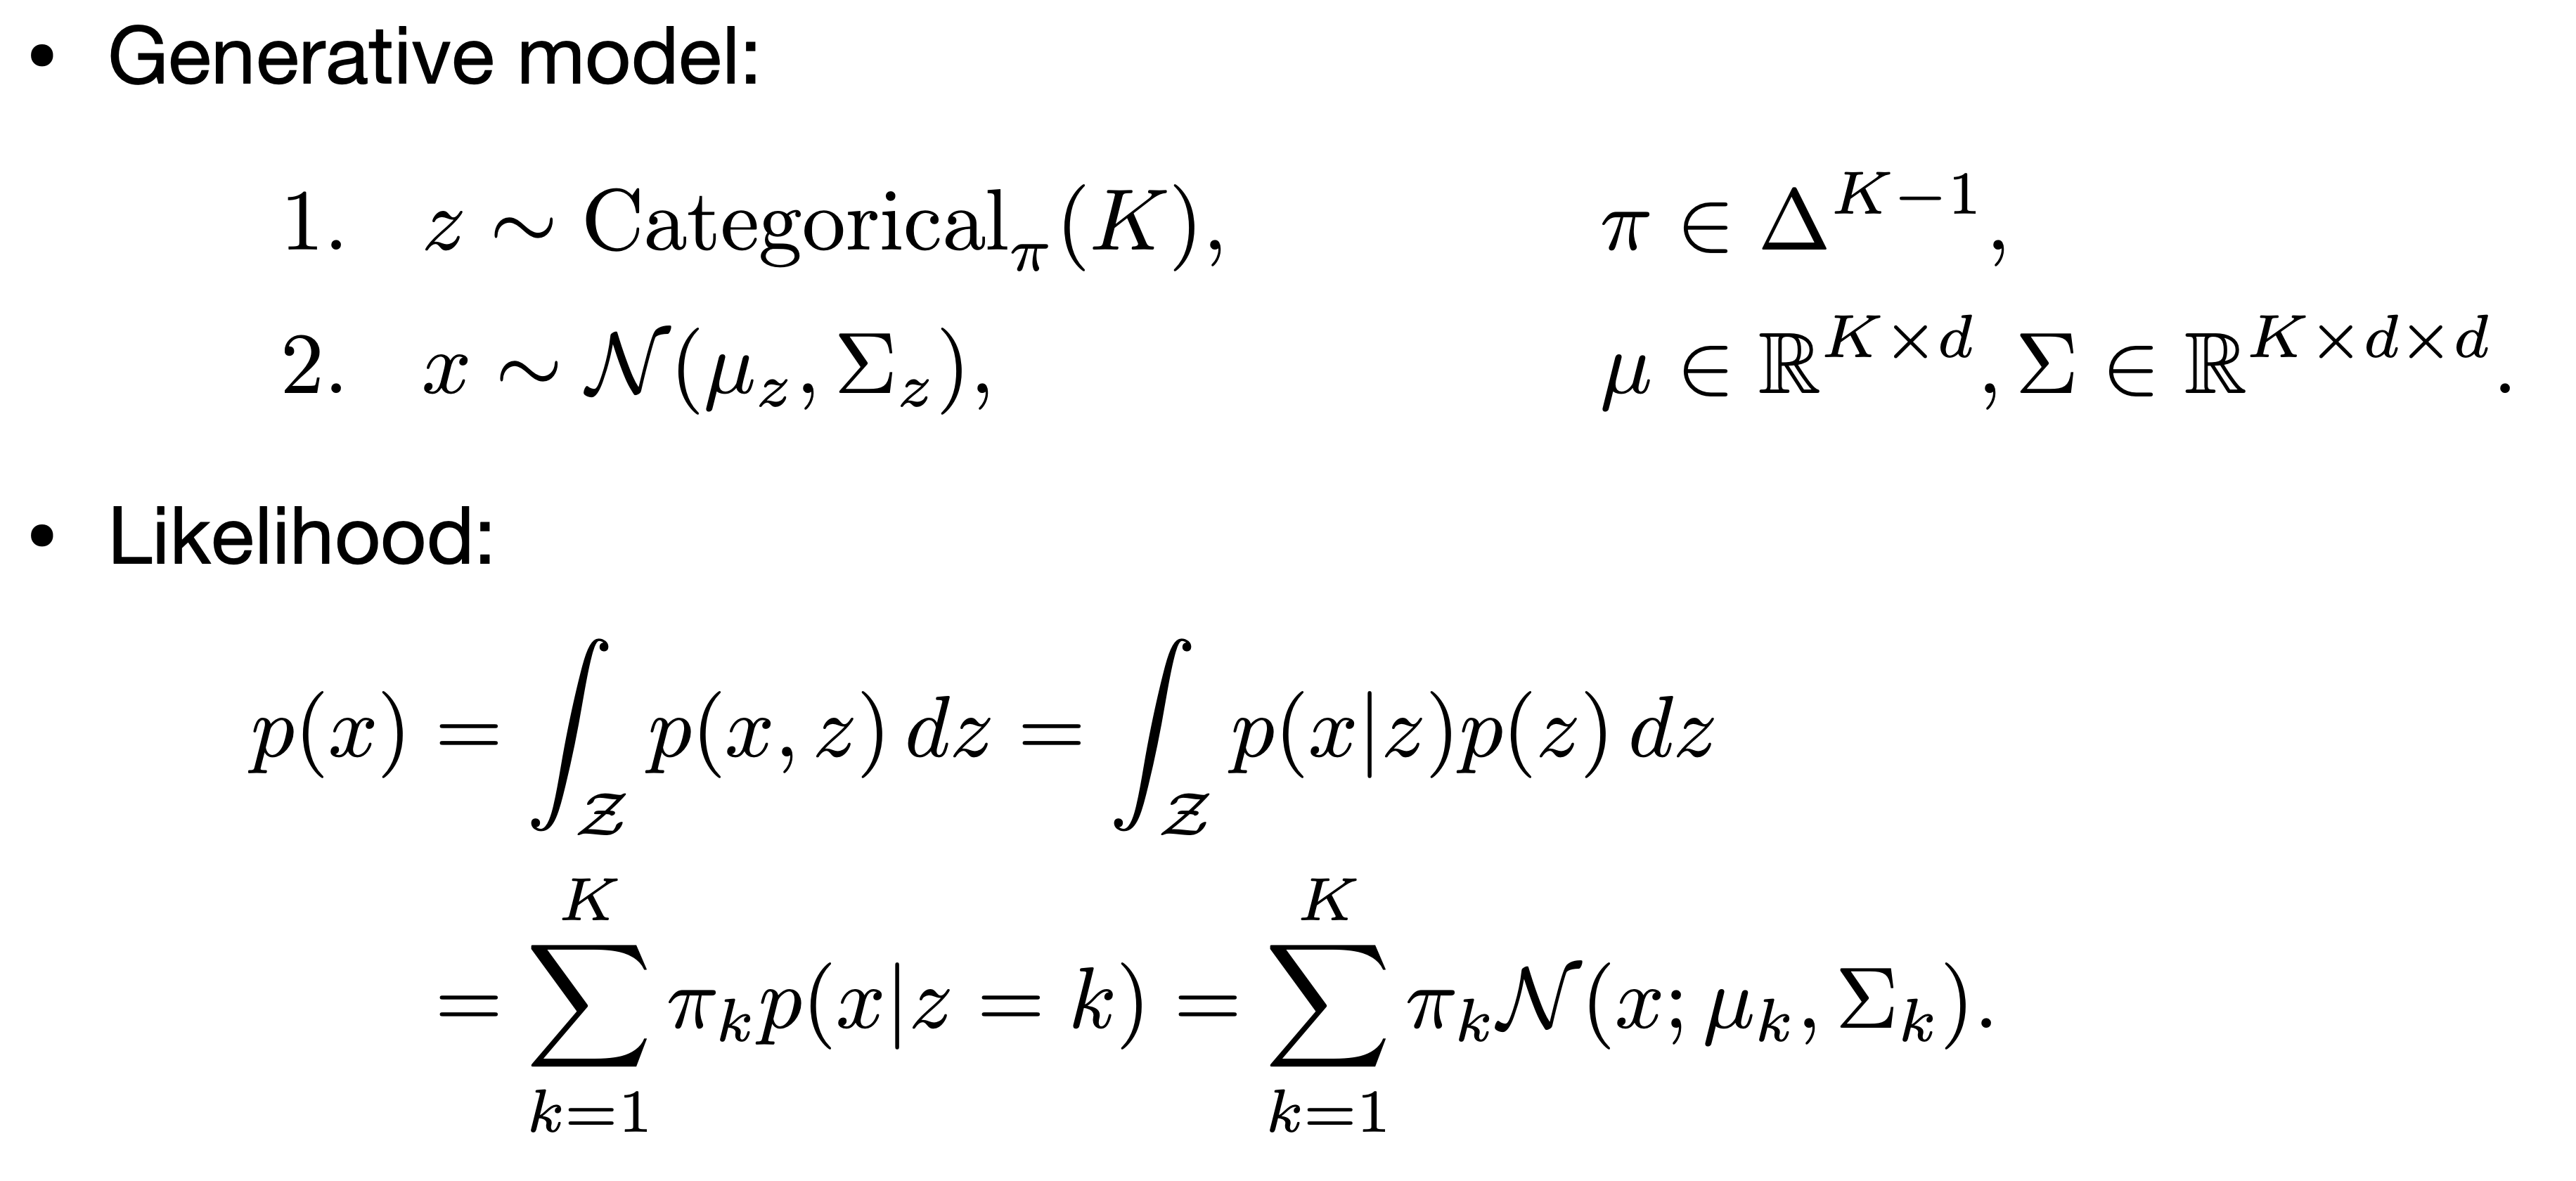 • Generative model:
1. z ∼ Categorical_π(K), π ∈ Δ^{K−1},
2. x ∼ 𝒩(μ_z, Σ_z), μ ∈ ℝ^{K×d}, Σ ∈ ℝ^{K×d×d}.
• Likelihood:
p(x) = ∫_𝒵 p(x, z) dz = ∫_𝒵 p(x|z)p(z) dz
= ∑_{k=1}^{K} π_k p(x|z = k) = ∑_{k=1}^{K} π_k 𝒩(x; μ_k, Σ_k).